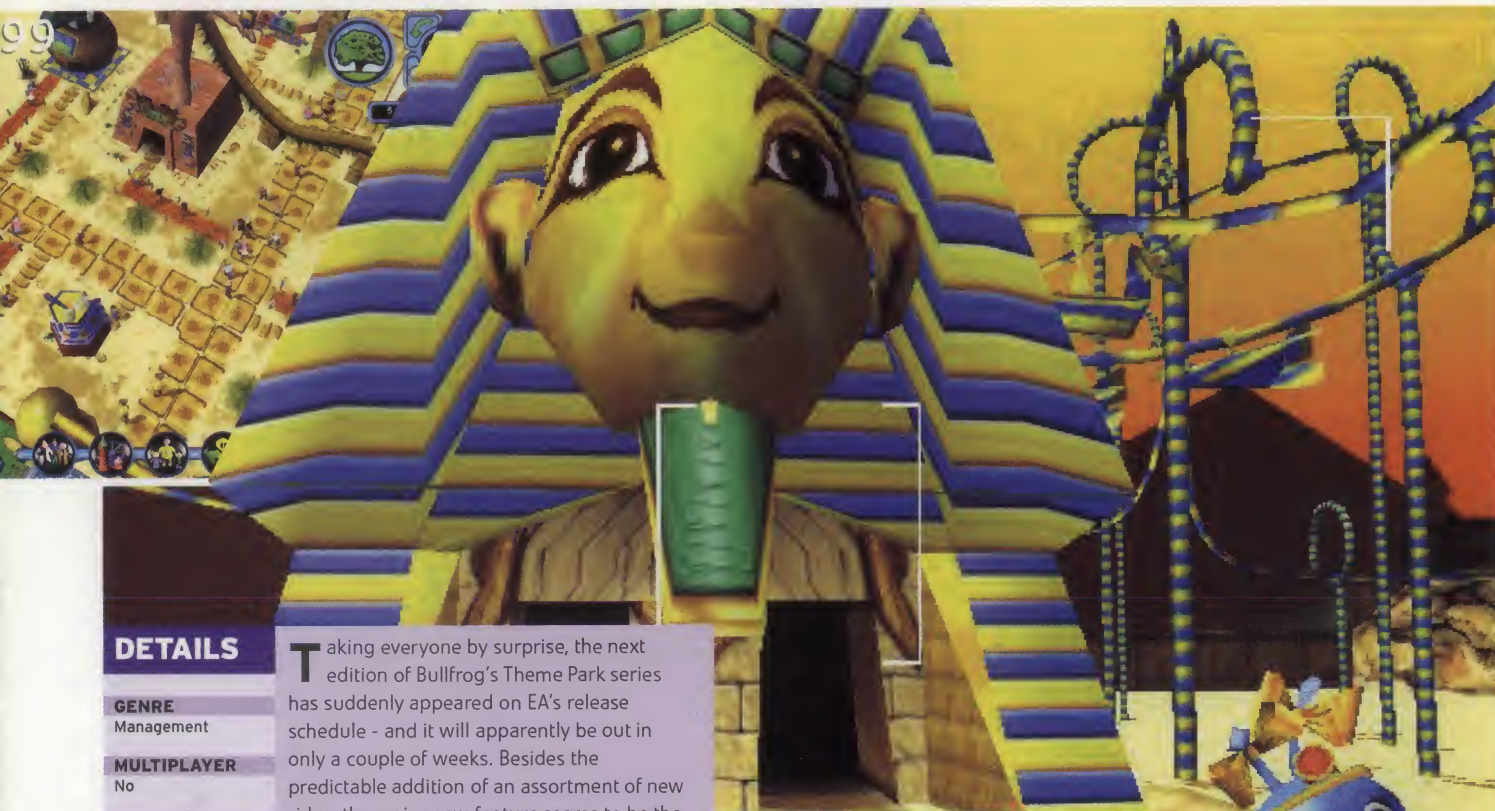 99
DETAILS
GENRE
Management
MULTIPLAYER
No
Taking everyone by surprise, the next
edition of Bullfrog's Theme Park series
has suddenly appeared on EA's release
schedule - and it will apparently be out in
only a couple of weeks. Besides the
predictable addition of an assortment of new